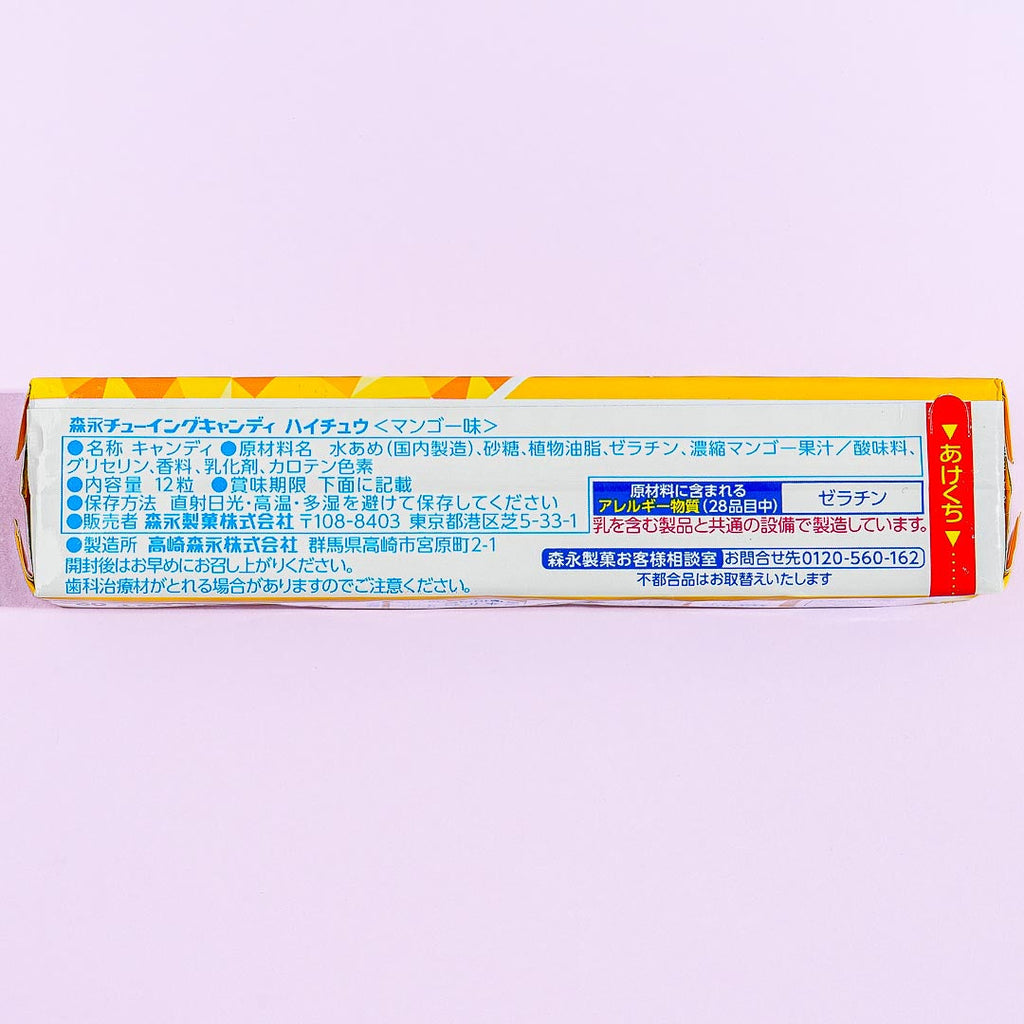 森永チューイングキャンディ ハイチュウ <マンゴー味>
●名称 キャンディ ●原材料名 水あめ(国内製造)、砂糖、植物油脂、ゼラチン、濃縮マンゴー果汁/酸味料、
グリセリン、香料、乳化剤、カロテン色素
●内容量 12粒 ●賞味期限 下面に記載
●保存方法 直射日光・高温・多湿を避けて保存してください
●販売者 森永製菓株式会社 〒108-8403 東京都港区芝5-33-1
●製造所 高崎森永株式会社 群馬県高崎市宮原町2-1
開封後はお早めにお召し上がりください。
歯科治療材がとれる場合がありますのでご注意ください。
原材料に含まれる
アレルギー物質(28品目中)
ゼラチン
乳を含む製品と共通の設備で製造しています。
森永製菓お客様相談室 お問合せ先0120-560-162
不都合品はお取替えいたします
▼あけくち▼